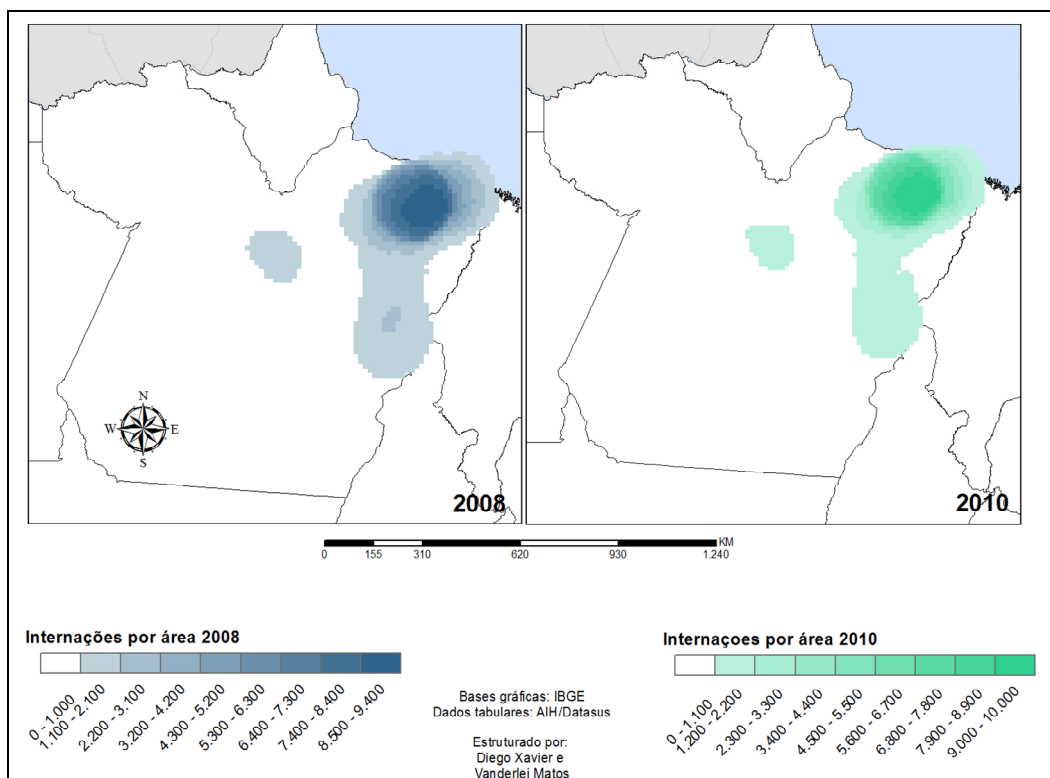 N
W E
S
2008
2010
KM
0 155 310 620 930 1.240
Internações por área 2008
0 - 1.000
1.100 - 2.100
2.200 - 3.100
3.200 - 4.200
4.300 - 5.200
5.300 - 6.300
6.400 - 7.300
7.400 - 8.400
8.500 - 9.400
Bases gráficas: IBGE
Dados tabulares: AIH/Datasus
Estruturado por:
Diego Xavier e
Vanderlei Matos
Internaçoes por área 2010
0 - 1.100
1.200 - 2.200
2.300 - 3.300
3.400 - 4.400
4.500 - 5.500
5.600 - 6.700
6.800 - 7.800
7.900 - 8.900
9.000 - 10.000